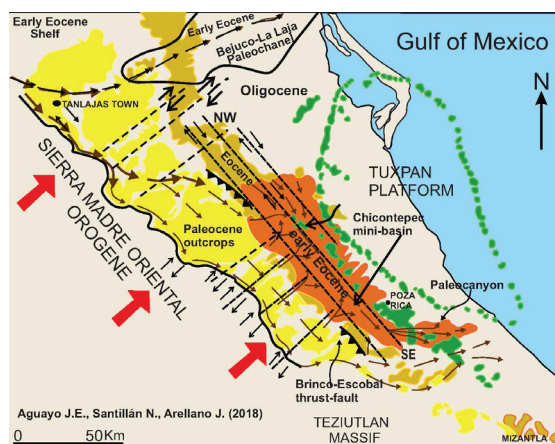 Early Eocene
Shelf
Early Eocene
Bejuco-La Laja
Paleochane
Gulf of Mexico
TANLAJAS TOWN
Oligocene
NW
Eocene
TUXPAN
PLATFORM
SIERRA MADRE ORIENTAL
OROGENE
Paleocene
outcrops
Chicontepec
mini-basin
early Eocene
Paleocanyon
POZA
RICA
SE
Brinco-Escobal
thrust-fault
Aguayo J.E., Santillán N., Arellano J. (2018)
TEZIUTLAN
MASSIF
MIZANTLA
0 50Km